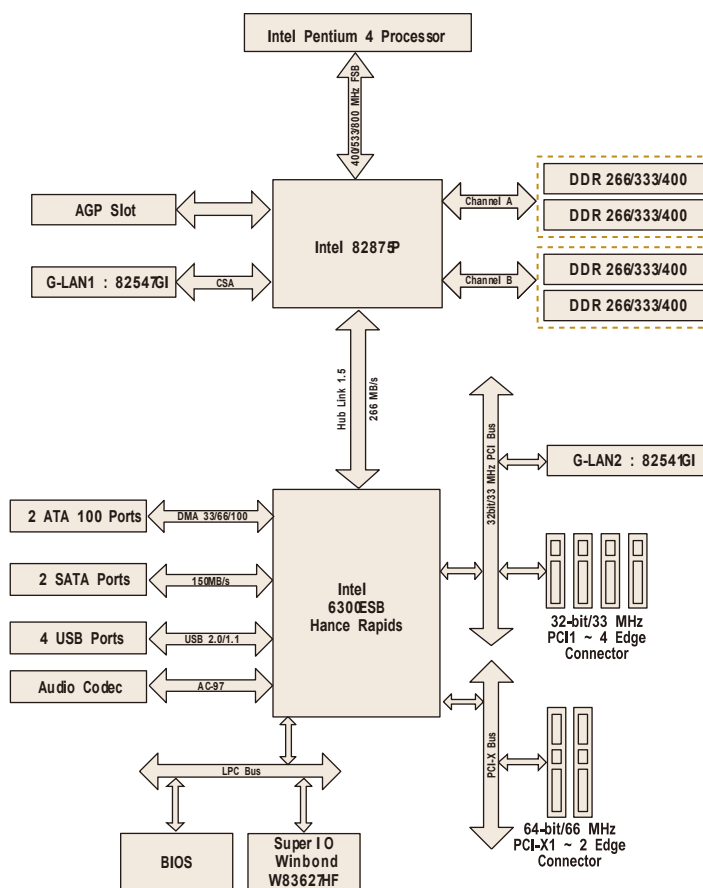 Intel Pentium 4 Processor
400/533/800 MHz FSB
AGP Slot
G-LAN1 : 82547GI
CSA
Intel 82875P
Channel A
Channel B
DDR 266/333/400
DDR 266/333/400
DDR 266/333/400
DDR 266/333/400
Hub Link 1.5
266 MB/s
2 ATA 100 Ports
DMA 33/66/100
2 SATA Ports
150MB/s
4 USB Ports
USB 2.0/1.1
Audio Codec
AC-97
Intel
6300ESB
Hance Rapids
32bit/33 MHz PCI Bus
G-LAN2 : 82541GI
32-bit/33 MHz
PCI1 ~ 4 Edge
Connector
PCI-X Bus
64-bit/66 MHz
PCI-X1 ~ 2 Edge
Connector
LPC Bus
BIOS
Super IO
Winbond
W83627HF